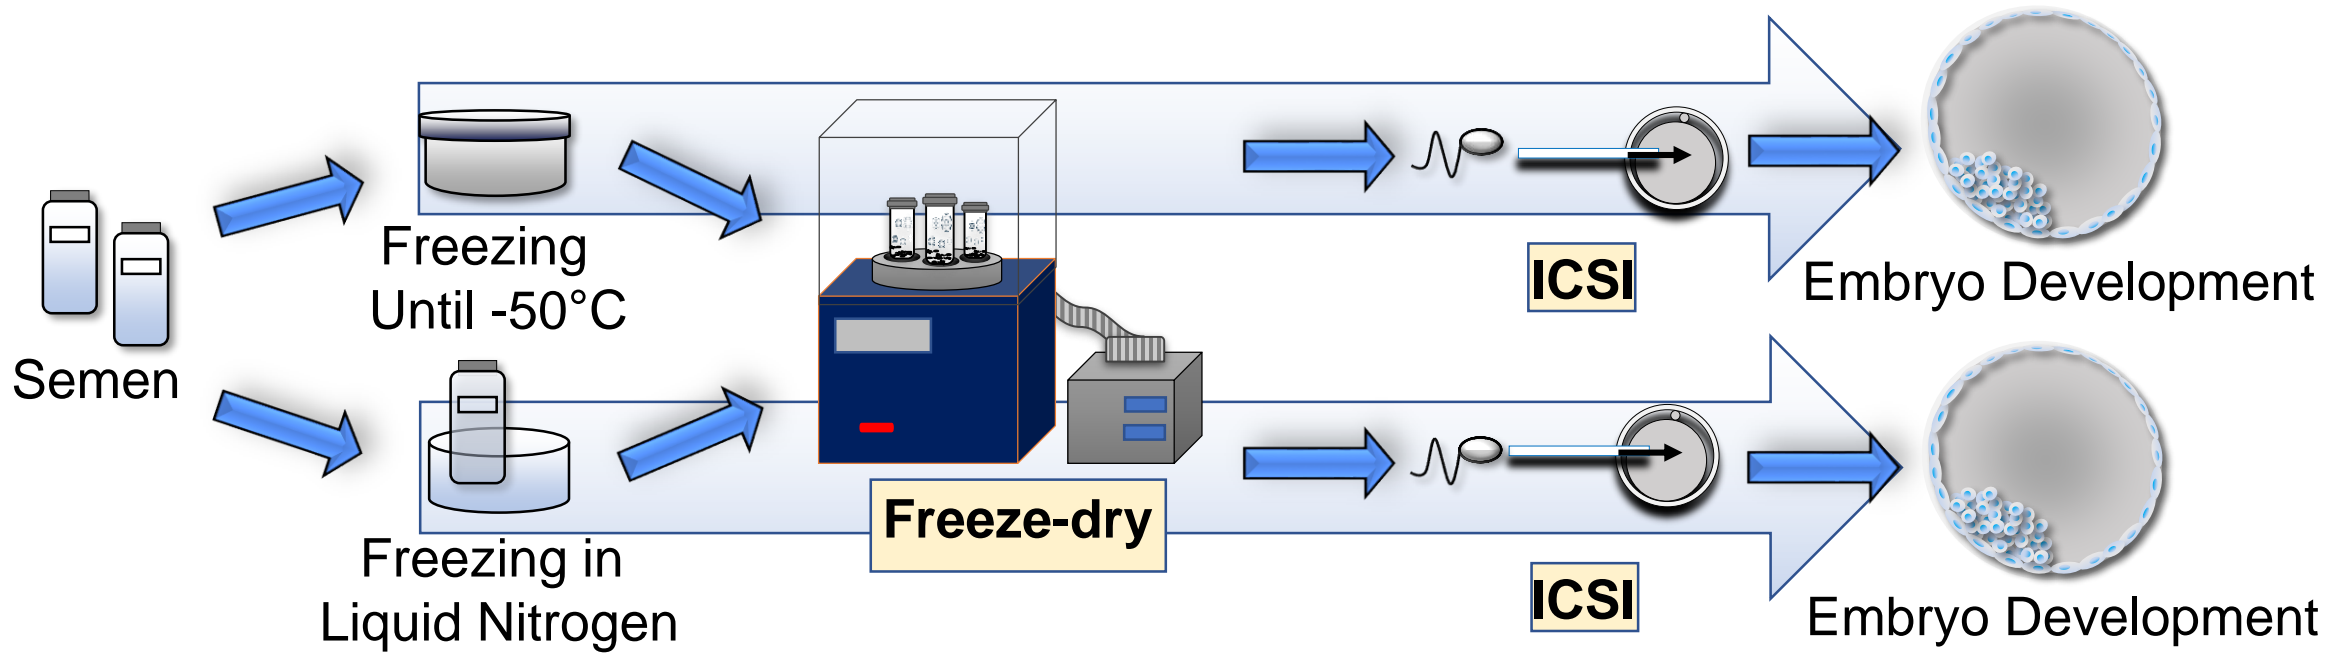 Semen
Freezing
Until -50°C
Freezing in
Liquid Nitrogen
Freeze-dry
ICSI
Embryo Development
ICSI
Embryo Development